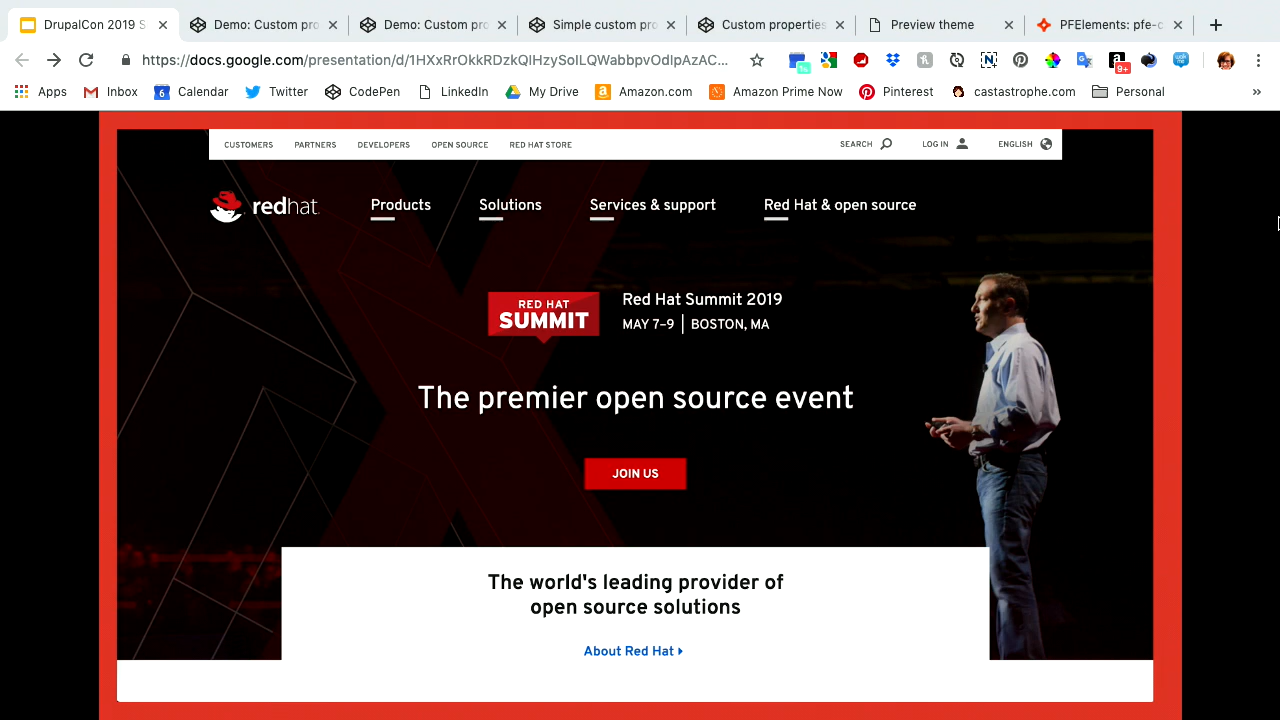 DrupalCon 2019 S
Demo: Custom pro
Demo: Custom pro
Simple custom pro
Custom properties
Preview theme
PFElements: pfe-c
https://docs.google.com/presentation/d/1HXxRrOkkRDzkQIHzySoILQWabbpvOdIpAzAC...
1%
9+
Apps
Inbox
6
Calendar
Twitter
CodePen
LinkedIn
My Drive
Amazon.com
Amazon Prime Now
Pinterest
castastrophe.com
Personal
»
CUSTOMERS
PARTNERS
DEVELOPERS
OPEN SOURCE
RED HAT STORE
SEARCH
LOG IN
ENGLISH
redhat.
Products
Solutions
Services & support
Red Hat & open source
RED HAT
SUMMIT
Red Hat Summit 2019
MAY 7–9 | BOSTON, MA
The premier open source event
JOIN US
The world's leading provider of
open source solutions
About Red Hat